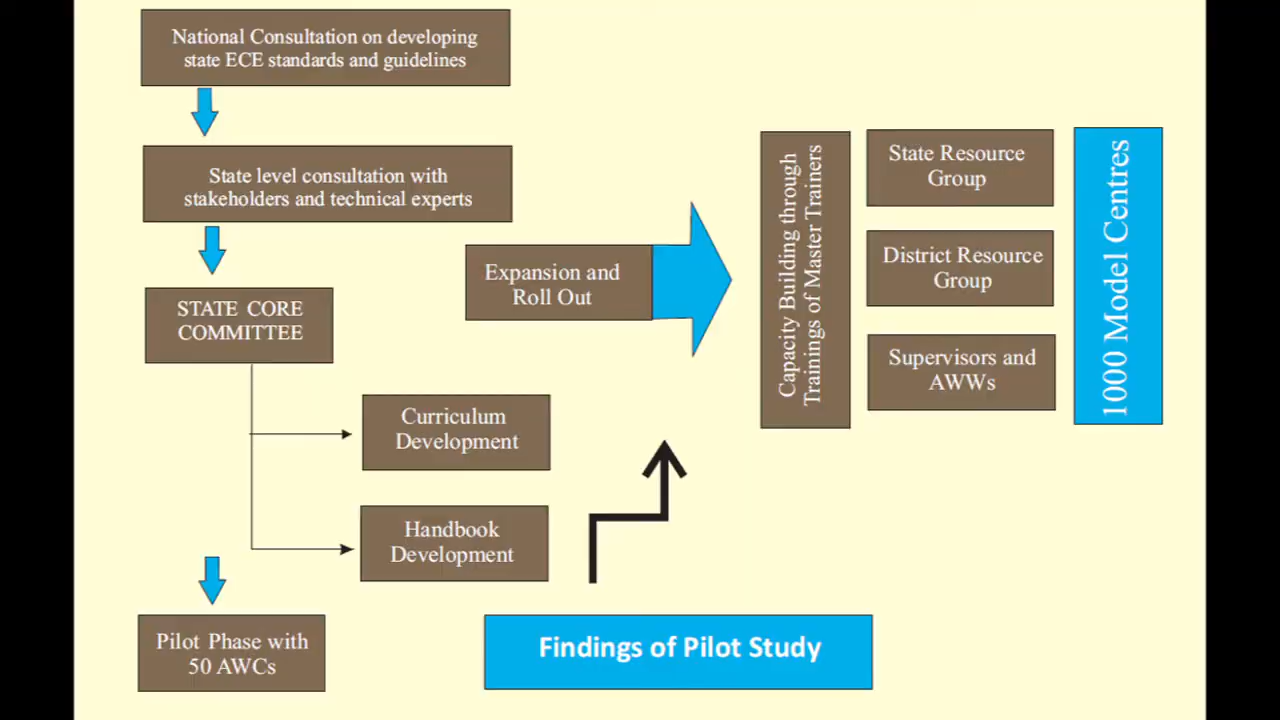 National Consultation on developing
state ECE standards and guidelines
State level consultation with
stakeholders and technical experts
STATE CORE
COMMITTEE
Curriculum
Development
Handbook
Development
Pilot Phase with
50 AWCs
Findings of Pilot Study
Expansion and
Roll Out
Capacity Building through
Trainings of Master Trainers
State Resource
Group
District Resource
Group
Supervisors and
AWWs
1000 Model Centres